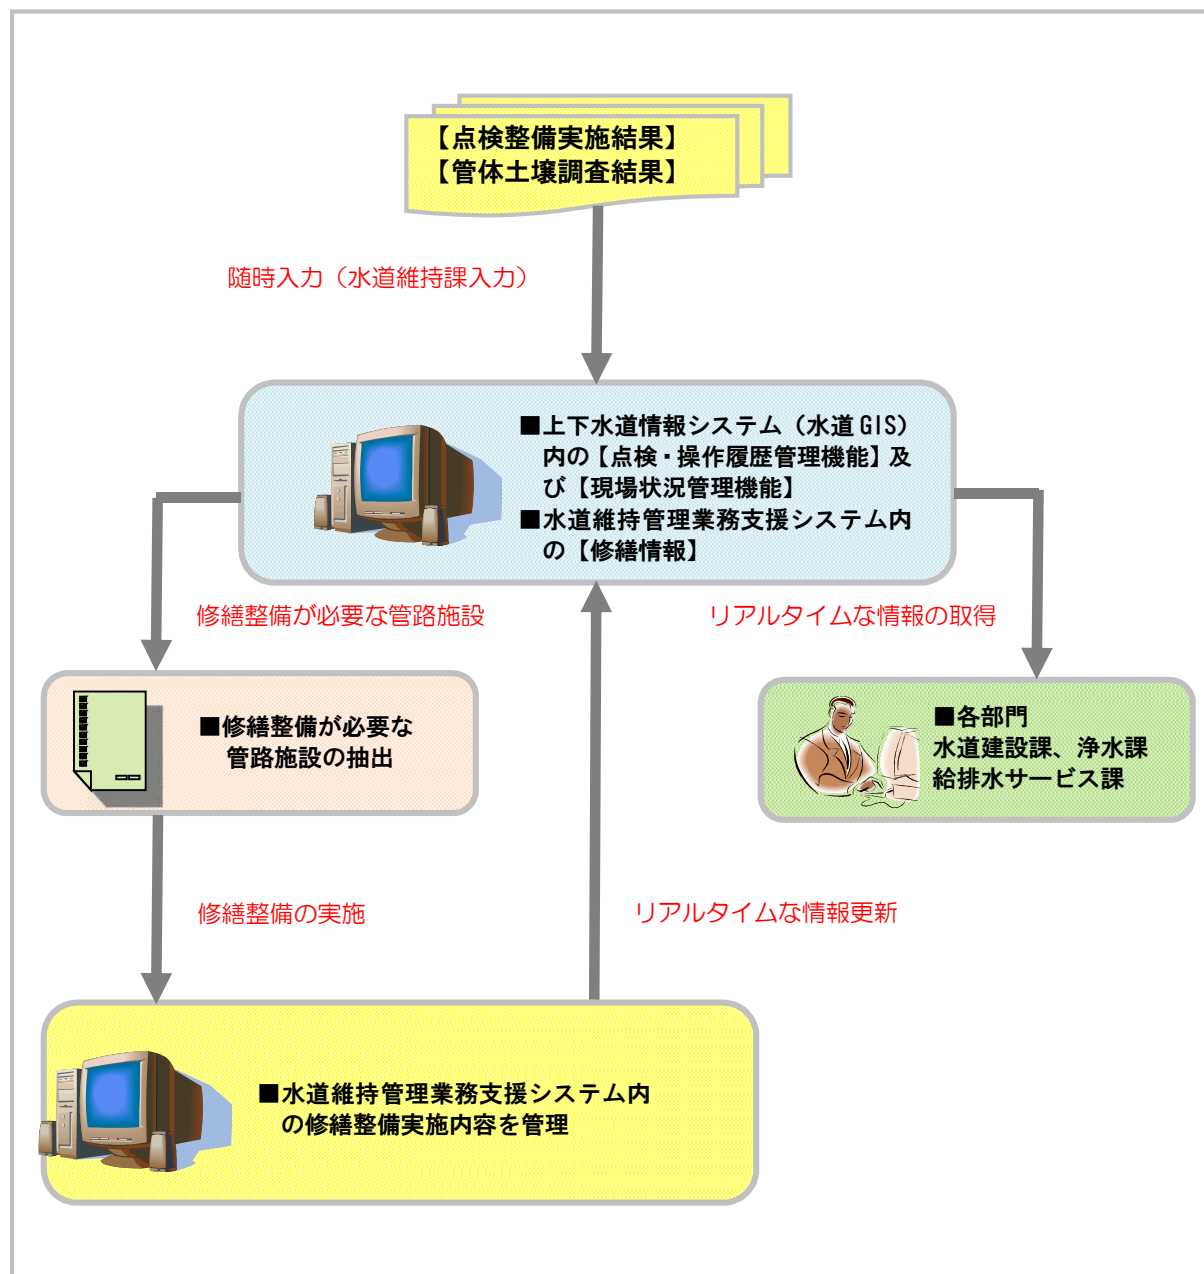 【点検整備実施結果】
【管体土壌調査結果】
随時入力（水道維持課入力）
■上下水道情報システム（水道GIS）
内の【点検・操作履歴管理機能】及
び【現場状況管理機能】
■水道維持管理業務支援システム内
の【修繕情報】
修繕整備が必要な管路施設
リアルタイムな情報の取得
■修繕整備が必要な
管路施設の抽出
■各部門
水道建設課、浄水課
給排水サービス課
修繕整備の実施
リアルタイムな情報更新
■水道維持管理業務支援システム内
の修繕整備実施内容を管理